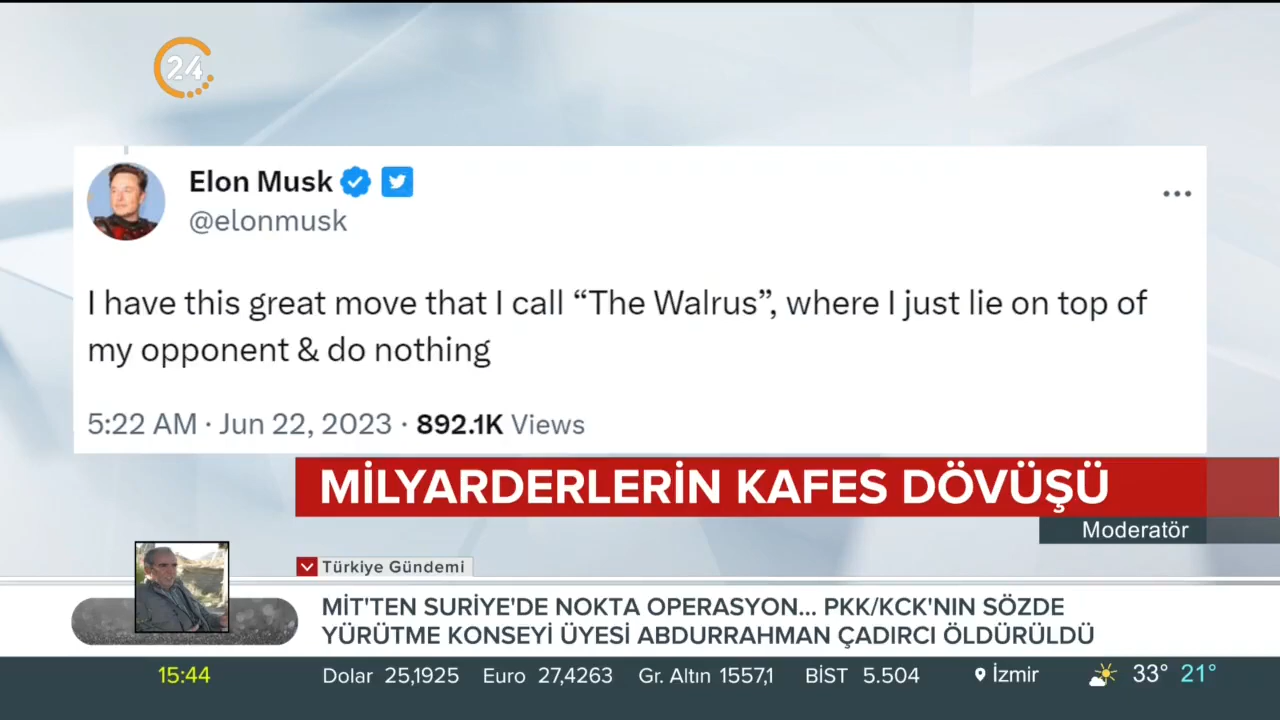 24
Elon Musk
@elonmusk
I have this great move that I call “The Walrus”, where I just lie on top of
my opponent & do nothing
5:22 AM · Jun 22, 2023 · 892.1K Views
MİLYARDERLERİN KAFES DÖVÜŞÜ
Moderatör
Türkiye Gündemi
MİT'TEN SURİYE'DE NOKTA OPERASYON... PKK/KCK'NIN SÖZDE
YÜRÜTME KONSEYİ ÜYESİ ABDURRAHMAN ÇADIRCI ÖLDÜRÜLDÜ
15:44 Dolar 25,1925 Euro 27,4263 Gr. Altın 1557,1 BİST 5.504 İzmir 33° 21°